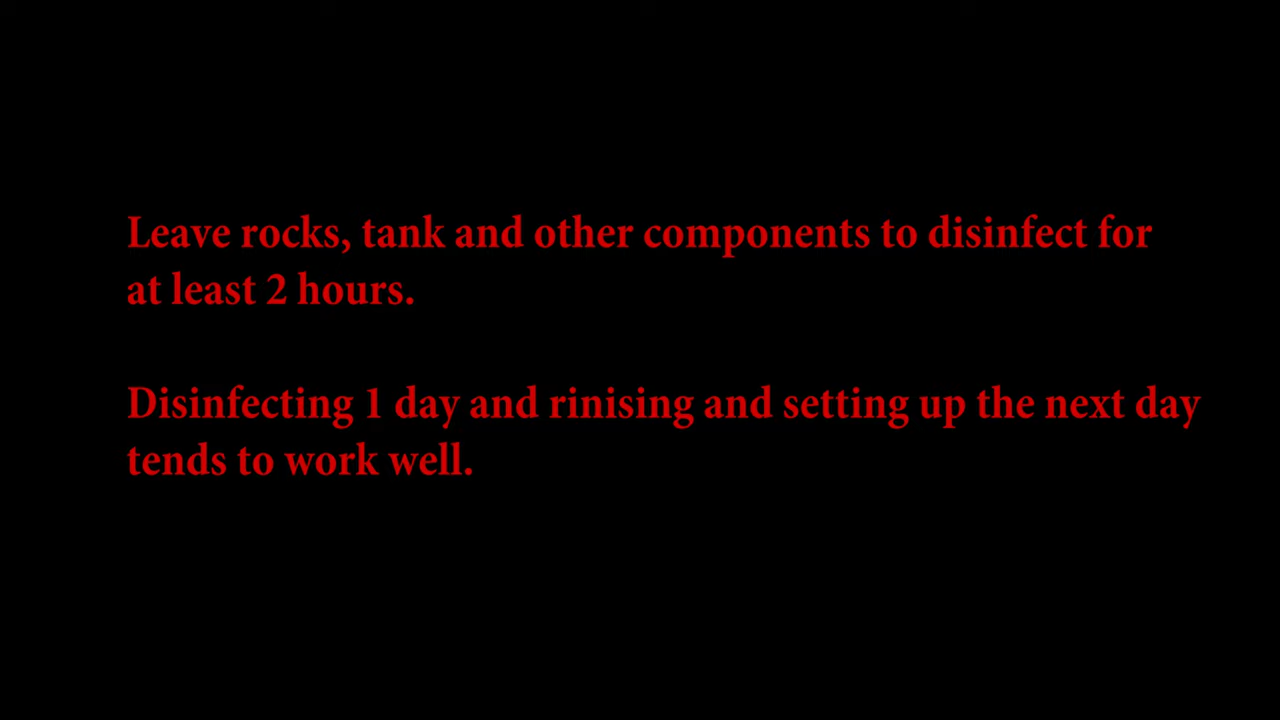 Leave rocks, tank and other components to disinfect for
at least 2 hours.
Disinfecting 1 day and rinising and setting up the next day
tends to work well.